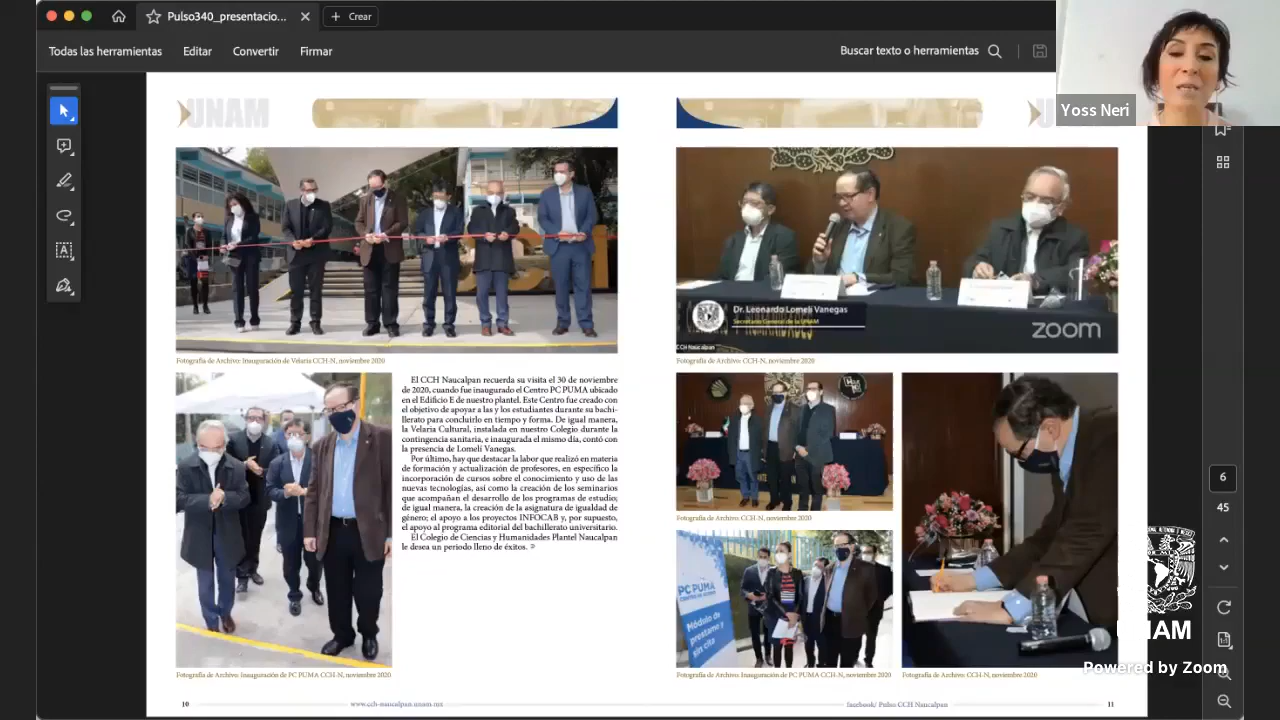 Pulso340_presentacio...
Crear
Todas las herramientas
Editar
Convertir
Firmar
Buscar texto o herramientas
Yoss Neri
UNAM
Dr. Leonardo Lomelí Vanegas
Secretario General de la UNAM
CCH Naucalpan
zoom
Fotografía de Archivo: Inauguración de Velaria CCH-N, noviembre 2020
Fotografía de Archivo: CCH-N, noviembre 2020
El CCH Naucalpan recuerda su visita el 30 de noviembre
de 2020, cuando fue inaugurado el Centro PC PUMA ubicado
en el Edificio E de nuestro plantel. Este Centro fue creado con
el objetivo de apoyar a las y los estudiantes durante su bachi-
llerato para concluirlo en tiempo y forma. De igual manera,
la Velaria Cultural, instalada en nuestro Colegio durante la
contingencia sanitaria, e inaugurada el mismo día, contó con
la presencia de Lomelí Vanegas.
Por último, hay que destacar la labor que realizó en materia
de formación y actualización de profesores, en específico la
incorporación de cursos sobre el conocimiento y uso de las
nuevas tecnologías, así como la creación de los seminarios
que acompañan el desarrollo de los programas de estudio;
de igual manera, la creación de la asignatura de igualdad de
género; el apoyo a los proyectos INFOCAB y, por supuesto,
el apoyo al programa editorial del bachillerato universitario.
El Colegio de Ciencias y Humanidades Plantel Naucalpan
le desea un periodo lleno de éxitos.
Fotografía de Archivo: CCH-N, noviembre 2020
PC PUMA
Módulo de
préstamo y
sin cita
Fotografía de Archivo: Inauguración de PC PUMA CCH-N, noviembre 2020
Fotografía de Archivo: Inauguración de PC PUMA CCH-N, noviembre 2020
Fotografía de Archivo: CCH-N, noviembre 2020
10
www.cch-naucalpan.unam.mx
facebook/ Pulso CCH Naucalpan
11
6
45
UNAM
Powered by Zoom